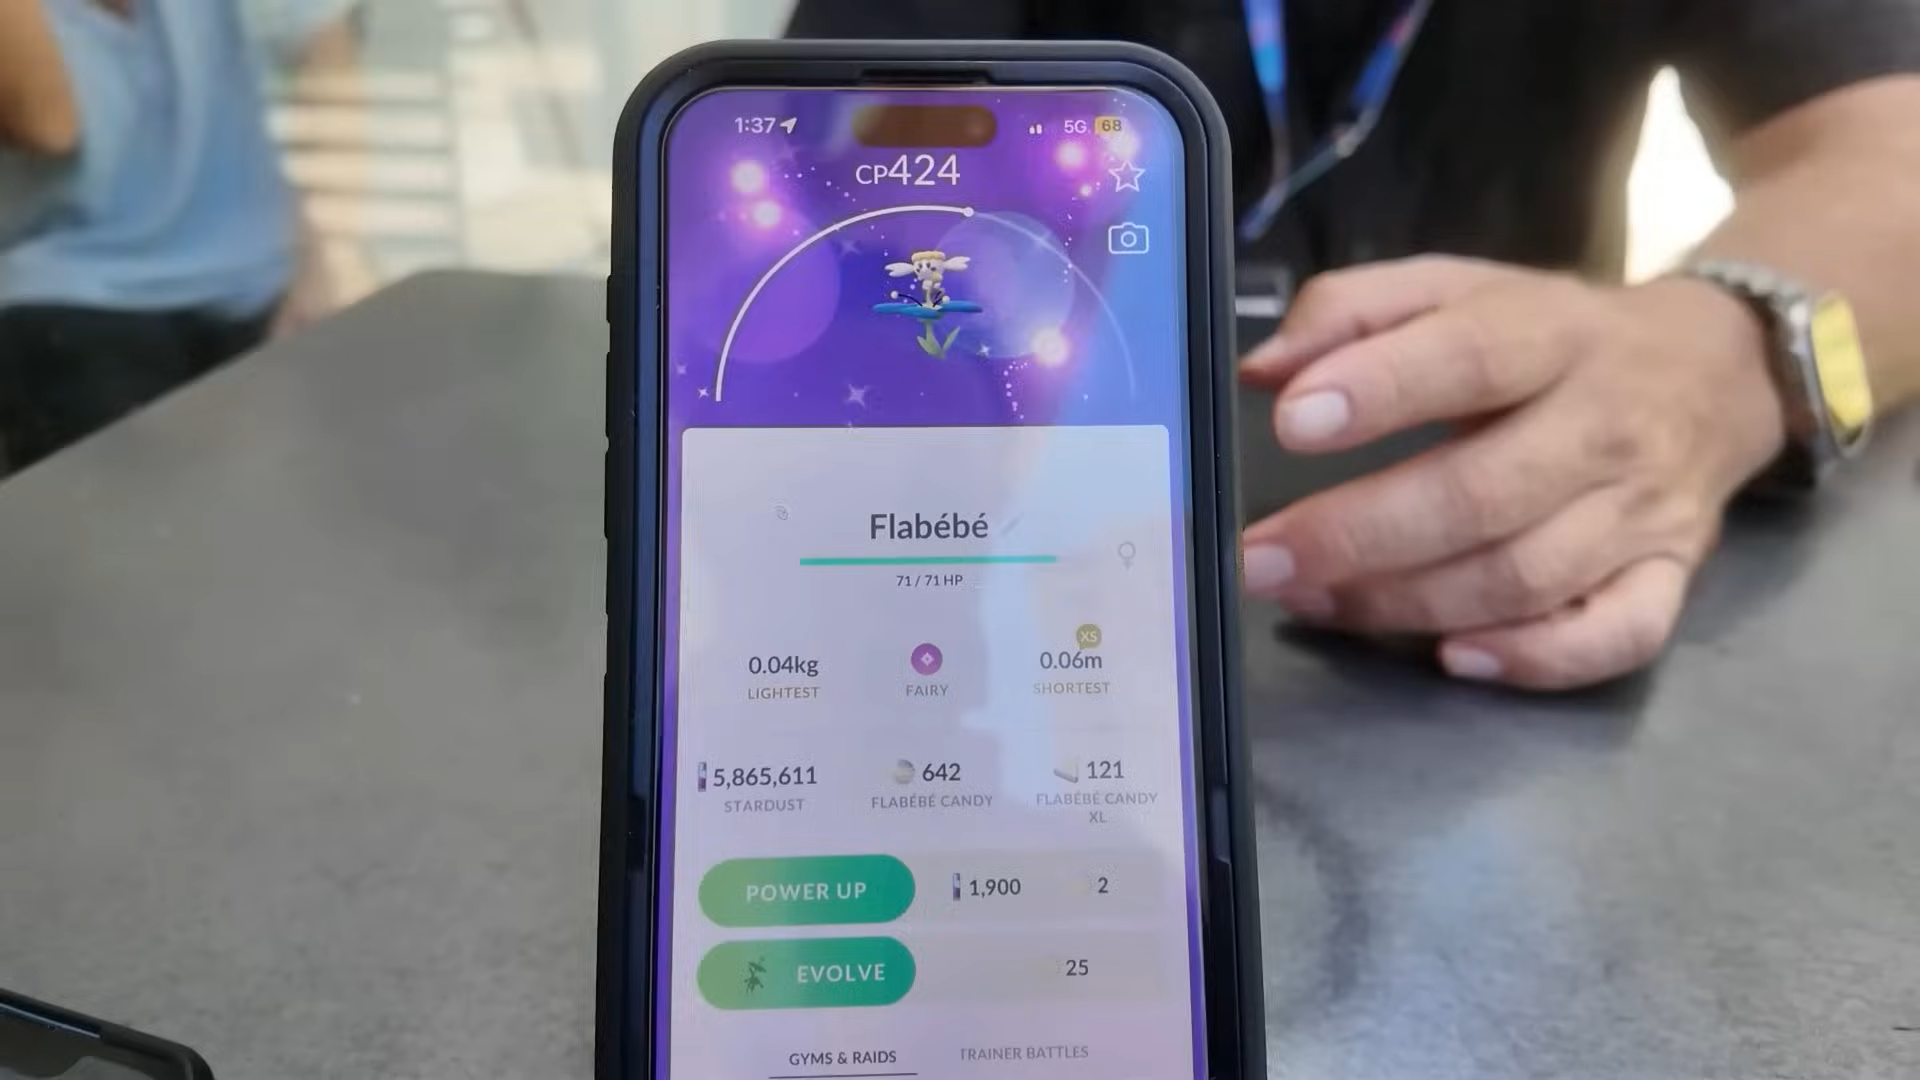 1:37 5G 68
CP424
Flabébé
71 / 71 HP
XS
0.04kg 0.06m
LIGHTEST FAIRY SHORTEST
5,865,611 642 121
STARDUST FLABÉBÉ CANDY FLABÉBÉ CANDY
XL
POWER UP 1,900 2
EVOLVE 25
GYMS & RAIDS TRAINER BATTLES